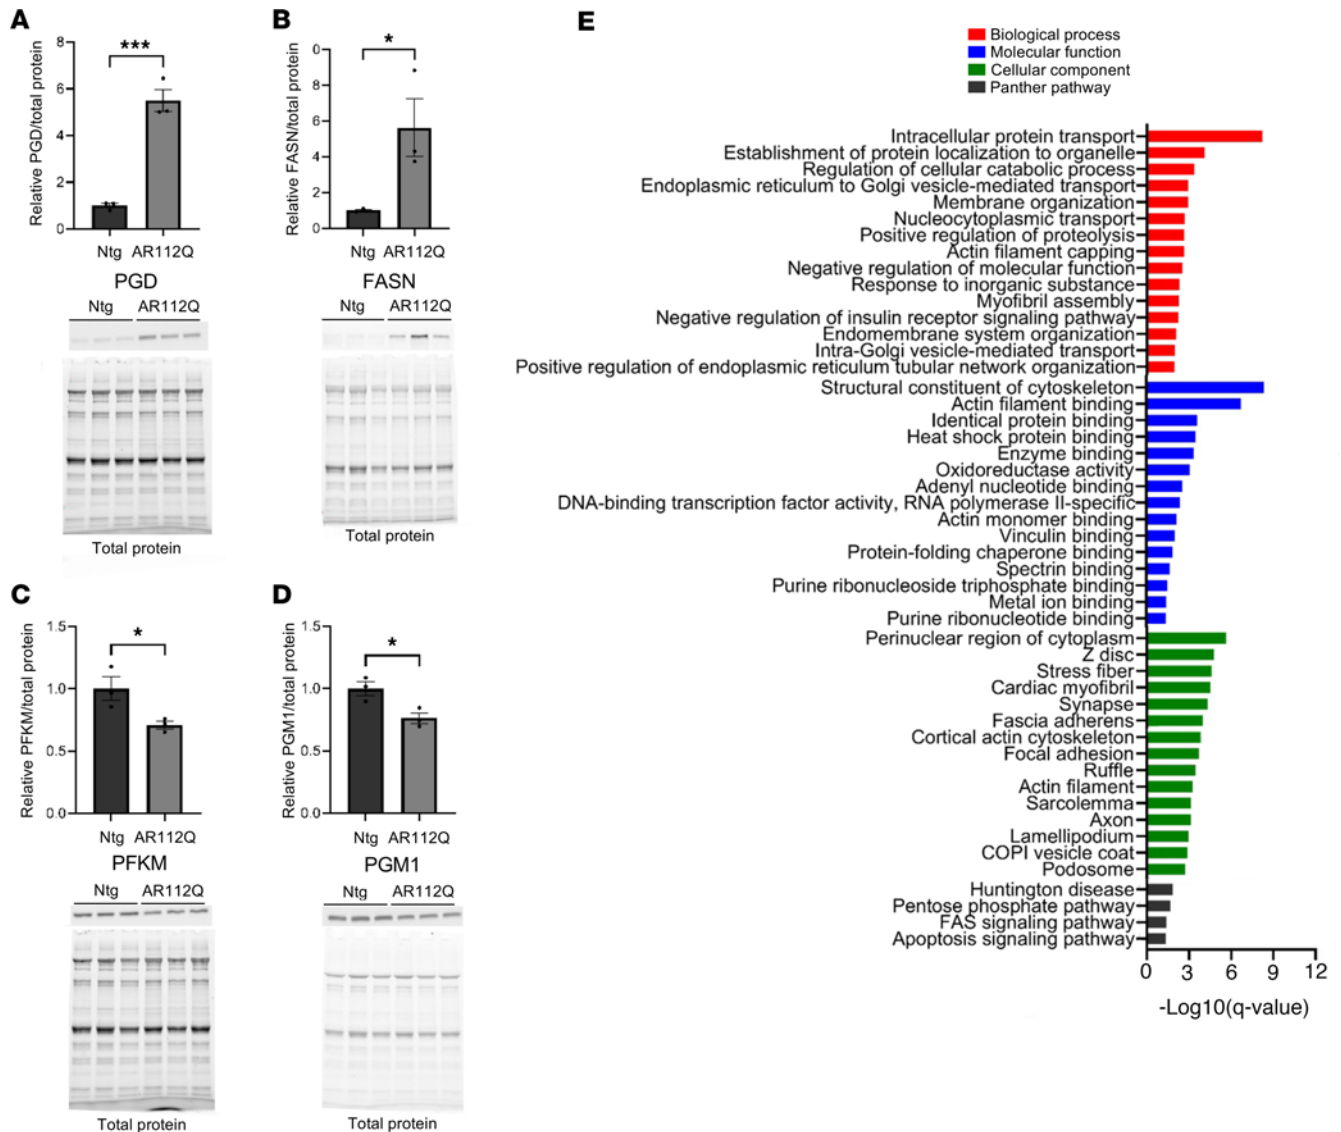 A
***
Relative PGD/total protein
8
6
4
2
0
Ntg AR112Q
PGD
Ntg AR112Q
Total protein
B
*
Relative FASN/total protein
0
8
6
4
2
0
Ntg AR112Q
FASN
Ntg AR112Q
Total protein
C
*
Relative PFKM/total protein
1.5
1.0
0.5
0.0
Ntg AR112Q
PFKM
Ntg AR112Q
Total protein
D
*
Relative PGM1/total protein
1.5
1.0
0.5
0.0
Ntg AR112Q
PGM1
Ntg AR112Q
Total protein
E
Biological process
Molecular function
Cellular component
Panther pathway
Intracellular protein transport
Establishment of protein localization to organelle
Regulation of cellular catabolic process
Endoplasmic reticulum to Golgi vesicle-mediated transport
Membrane organization
Nucleocytoplasmic transport
Positive regulation of proteolysis
Actin filament capping
Negative regulation of molecular function
Response to inorganic substance
Myofibril assembly
Negative regulation of insulin receptor signaling pathway
Endomembrane system organization
Intra-Golgi vesicle-mediated transport
Positive regulation of endoplasmic reticulum tubular network organization
Structural constituent of cytoskeleton
Actin filament binding
Identical protein binding
Heat shock protein binding
Enzyme binding
Oxidoreductase activity
Adenyl nucleotide binding
DNA-binding transcription factor activity, RNA polymerase II-specific
Actin monomer binding
Vinculin binding
Protein-folding chaperone binding
Spectrin binding
Purine ribonucleoside triphosphate binding
Metal ion binding
Purine ribonucleotide binding
Perinuclear region of cytoplasm
Z disc
Stress fiber
Cardiac myofibril
Synapse
Fascia adherens
Cortical actin cytoskeleton
Focal adhesion
Ruffle
Actin filament
Sarcolemma
Axon
Lamellipodium
COPI vesicle coat
Podosome
Huntington disease
Pentose phosphate pathway
FAS signaling pathway
Apoptosis signaling pathway
0 3 6 9 12
-Log10(q-value)